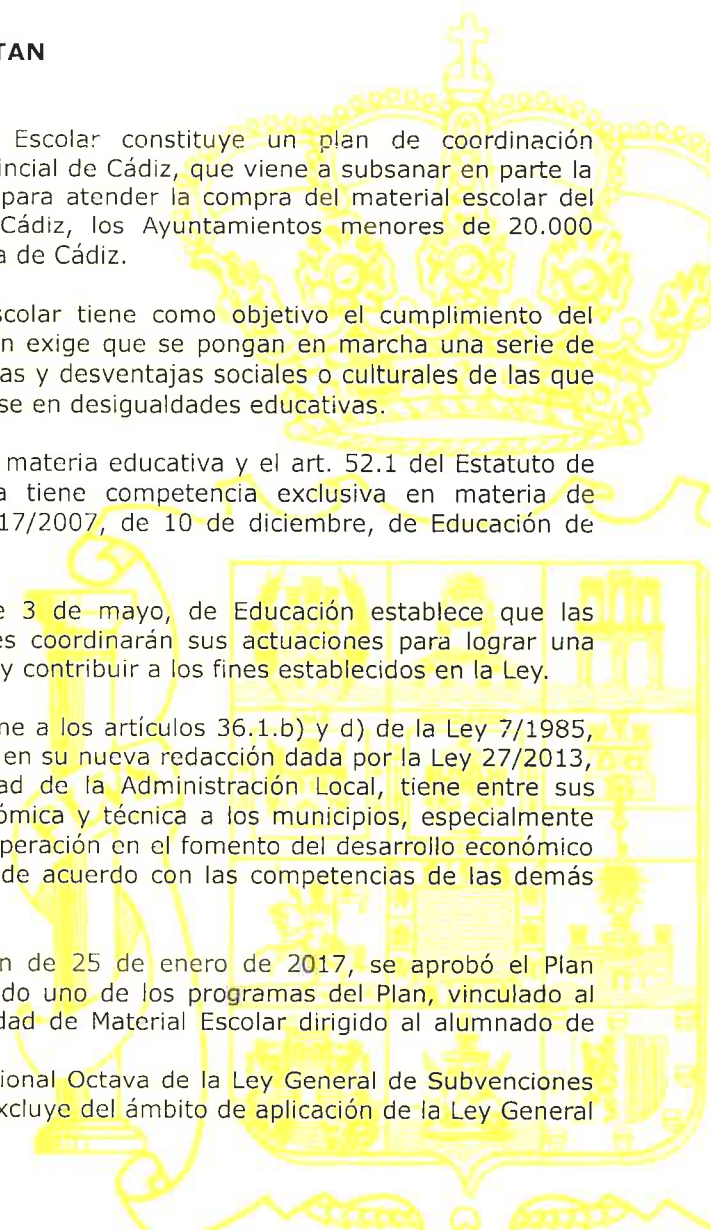 TAN
Escolar constituye un plan de coordinación
incial de Cádiz, que viene a subsanar en parte la
para atender la compra del material escolar del
Cádiz, los Ayuntamientos menores de 20.000
a de Cádiz.
scolar tiene como objetivo el cumplimiento del
n exige que se pongan en marcha una serie de
as y desventajas sociales o culturales de las que
se en desigualdades educativas.
materia educativa y el art. 52.1 del Estatuto de
a tiene competencia exclusiva en materia de
17/2007, de 10 de diciembre, de Educación de
e 3 de mayo, de Educación establece que las
es coordinarán sus actuaciones para lograr una
y contribuir a los fines establecidos en la Ley.
ne a los artículos 36.1.b) y d) de la Ley 7/1985,
en su nueva redacción dada por la Ley 27/2013,
ad de la Administración Local, tiene entre sus
ómica y técnica a los municipios, especialmente
peración en el fomento del desarrollo económico
de acuerdo con las competencias de las demás
n de 25 de enero de 2017, se aprobó el Plan
do uno de los programas del Plan, vinculado al
dad de Material Escolar dirigido al alumnado de
ional Octava de la Ley General de Subvenciones
xcluye del ámbito de aplicación de la Ley General